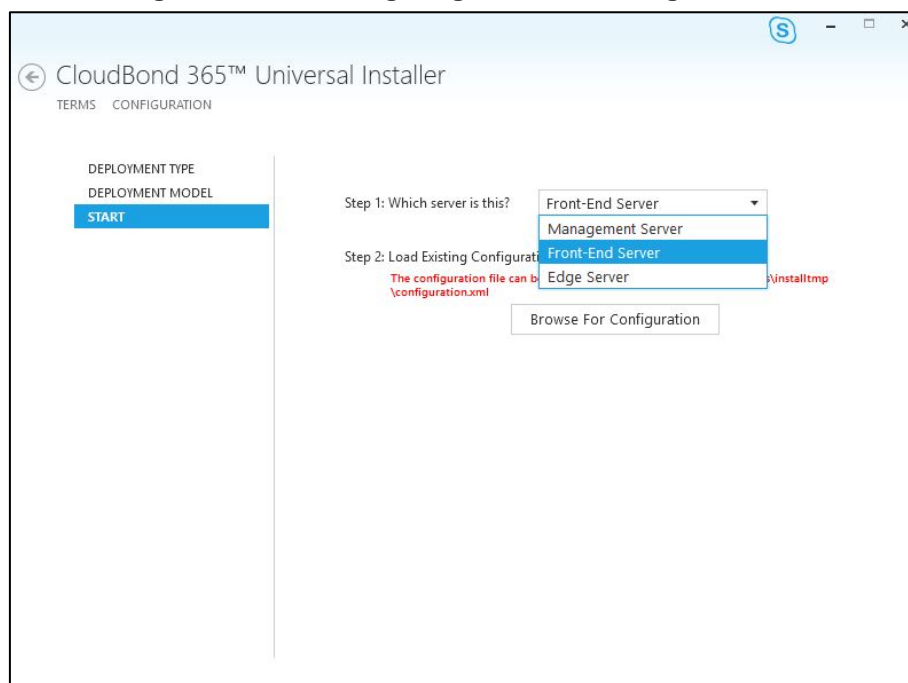 S
CloudBond 365™ Universal Installer
TERMS CONFIGURATION
DEPLOYMENT TYPE
DEPLOYMENT MODEL
START
Step 1: Which server is this? Front-End Server
Management Server
Front-End Server
Edge Server
Step 2: Load Existing
The configuration file can s\installtmp
\configuration.xml
Browse For Configuration